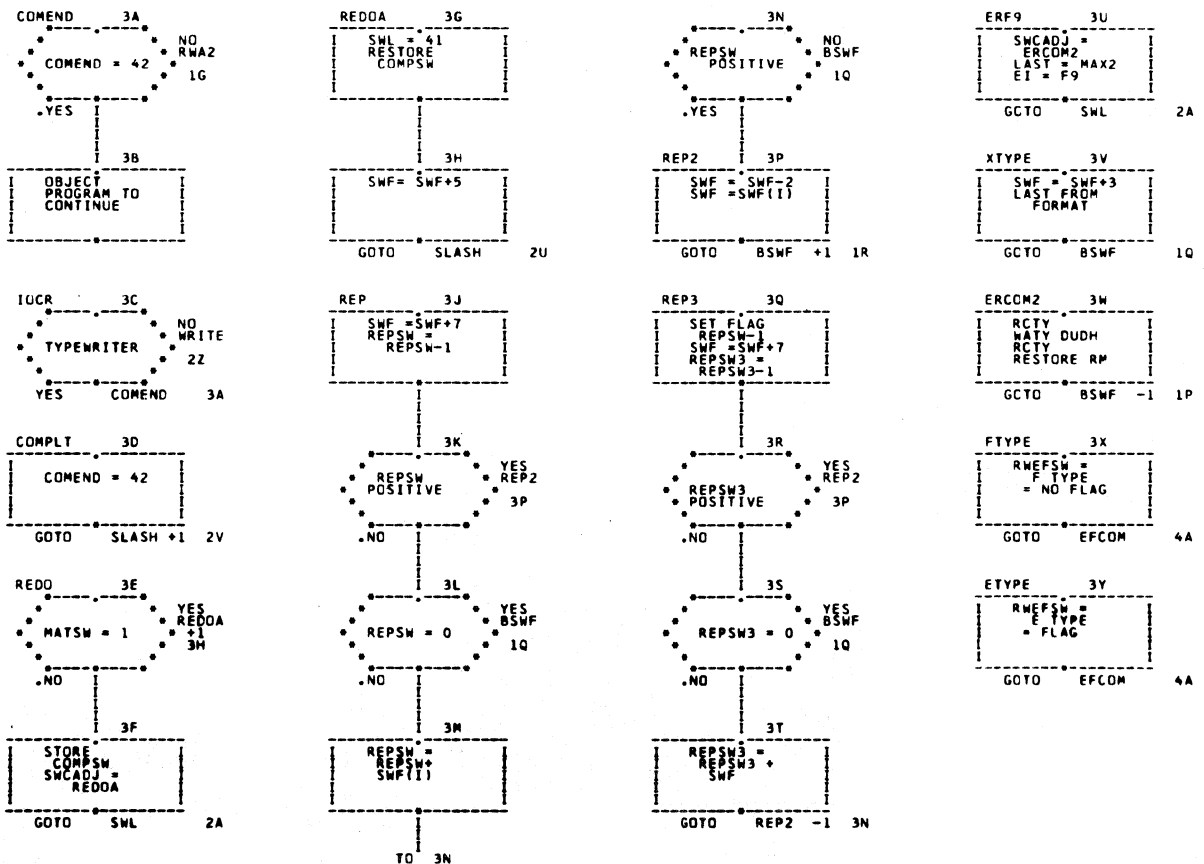 COMEND 3A
COMEND = 42
NO
RWA2
1G
.YES
3B
OBJECT
PROGRAM TO
CONTINUE
IOCR 3C
TYPEWRITER
NO
WRITE
2Z
YES COMEND 3A
COMPLT 3D
COMEND = 42
GOTO SLASH +1 2V
REDO 3E
MATSW = 1
YES
REDOA
+1
3H
.NO
3F
STORE
COMPSW
SWCADJ =
REDOA
GOTO SWL 2A
REDOA 3G
SWL = 41
RESTORE
COMPSW
3H
SWF= SWF+5
GOTO SLASH 2U
REP 3J
SWF =SWF+7
REPSW =
REPSW-1
3K
REPSW
POSITIVE
YES
REP2
3P
.NO
3L
REPSW = 0
YES
BSWF
1Q
.NO
3M
REPSW =
REPSW+
SWF(I)
TO 3N
3N
REPSW
POSITIVE
NO
BSWF
1Q
.YES
REP2 3P
SWF = SWF-2
SWF =SWF(I)
GOTO BSWF +1 1R
REP3 3Q
SET FLAG
REPSW-1
SWF =SWF+7
REPSW3 =
REPSW3-1
3R
REPSW3
POSITIVE
YES
REP2
3P
.NO
3S
REPSW3 = 0
YES
BSWF
1Q
.NO
3T
REPSW3 =
REPSW3 +
SWF
GOTO REP2 -1 3N
ERF9 3U
SWCADJ =
ERCOM2
LAST = MAX2
EI = F9
GOTO SWL 2A
XTYPE 3V
SWF = SWF+3
LAST FROM
FORMAT
GOTO BSWF 1Q
ERCOM2 3W
RCTY
WATY DUDH
RCTY
RESTORE RM
GOTO BSWF -1 1P
FTYPE 3X
RWEFSW =
F TYPE
= NO FLAG
GOTO EFCOM 4A
ETYPE 3Y
RWEFSW =
E TYPE
= FLAG
GOTO EFCOM 4A